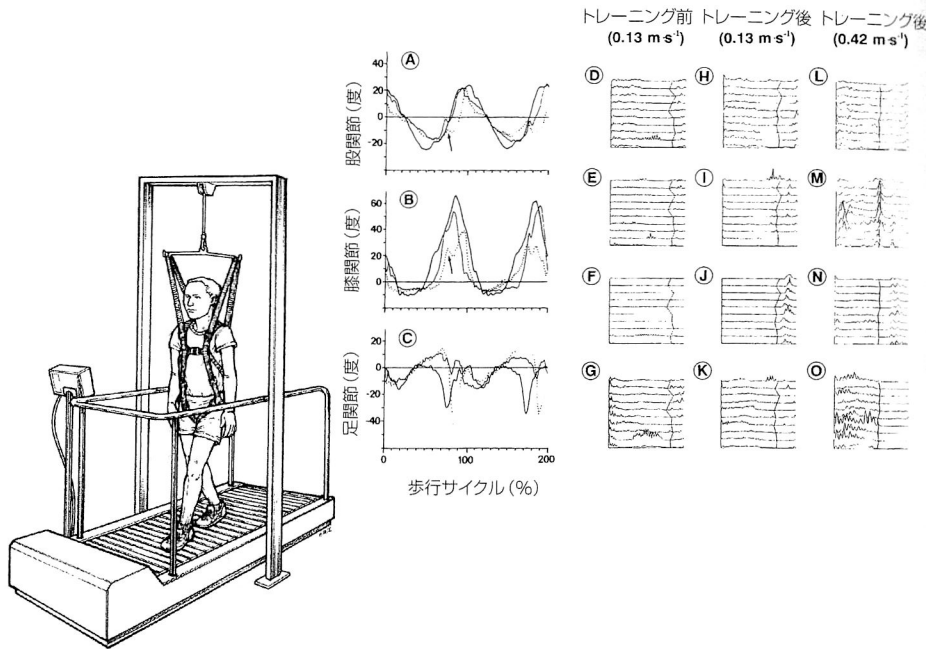 トレーニング前 トレーニング後 トレーニング後
(0.13 m·s⁻¹) (0.13 m·s⁻¹) (0.42 m·s⁻¹)
A
40
20
0
-20
股関節(度)
B
60
40
20
0
膝関節(度)
C
20
0
-20
-40
足関節(度)
0 100 200
歩行サイクル(%)
D H L
E I M
F J N
G K O